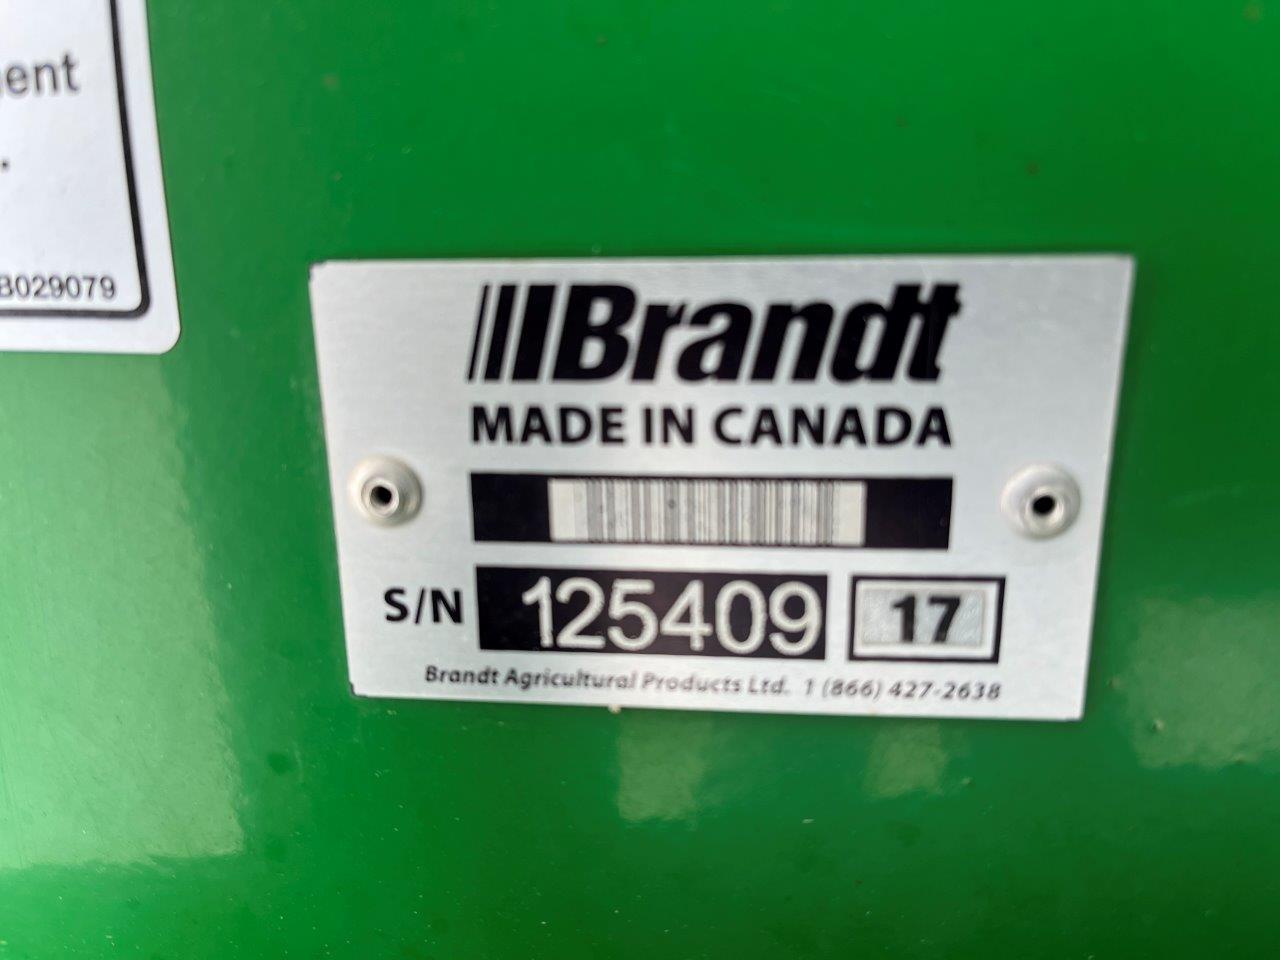 ent
.
B029079
Brandt
MADE IN CANADA
S/N 125409 17
Brandt Agricultural Products Ltd. 1 (866) 427-2638